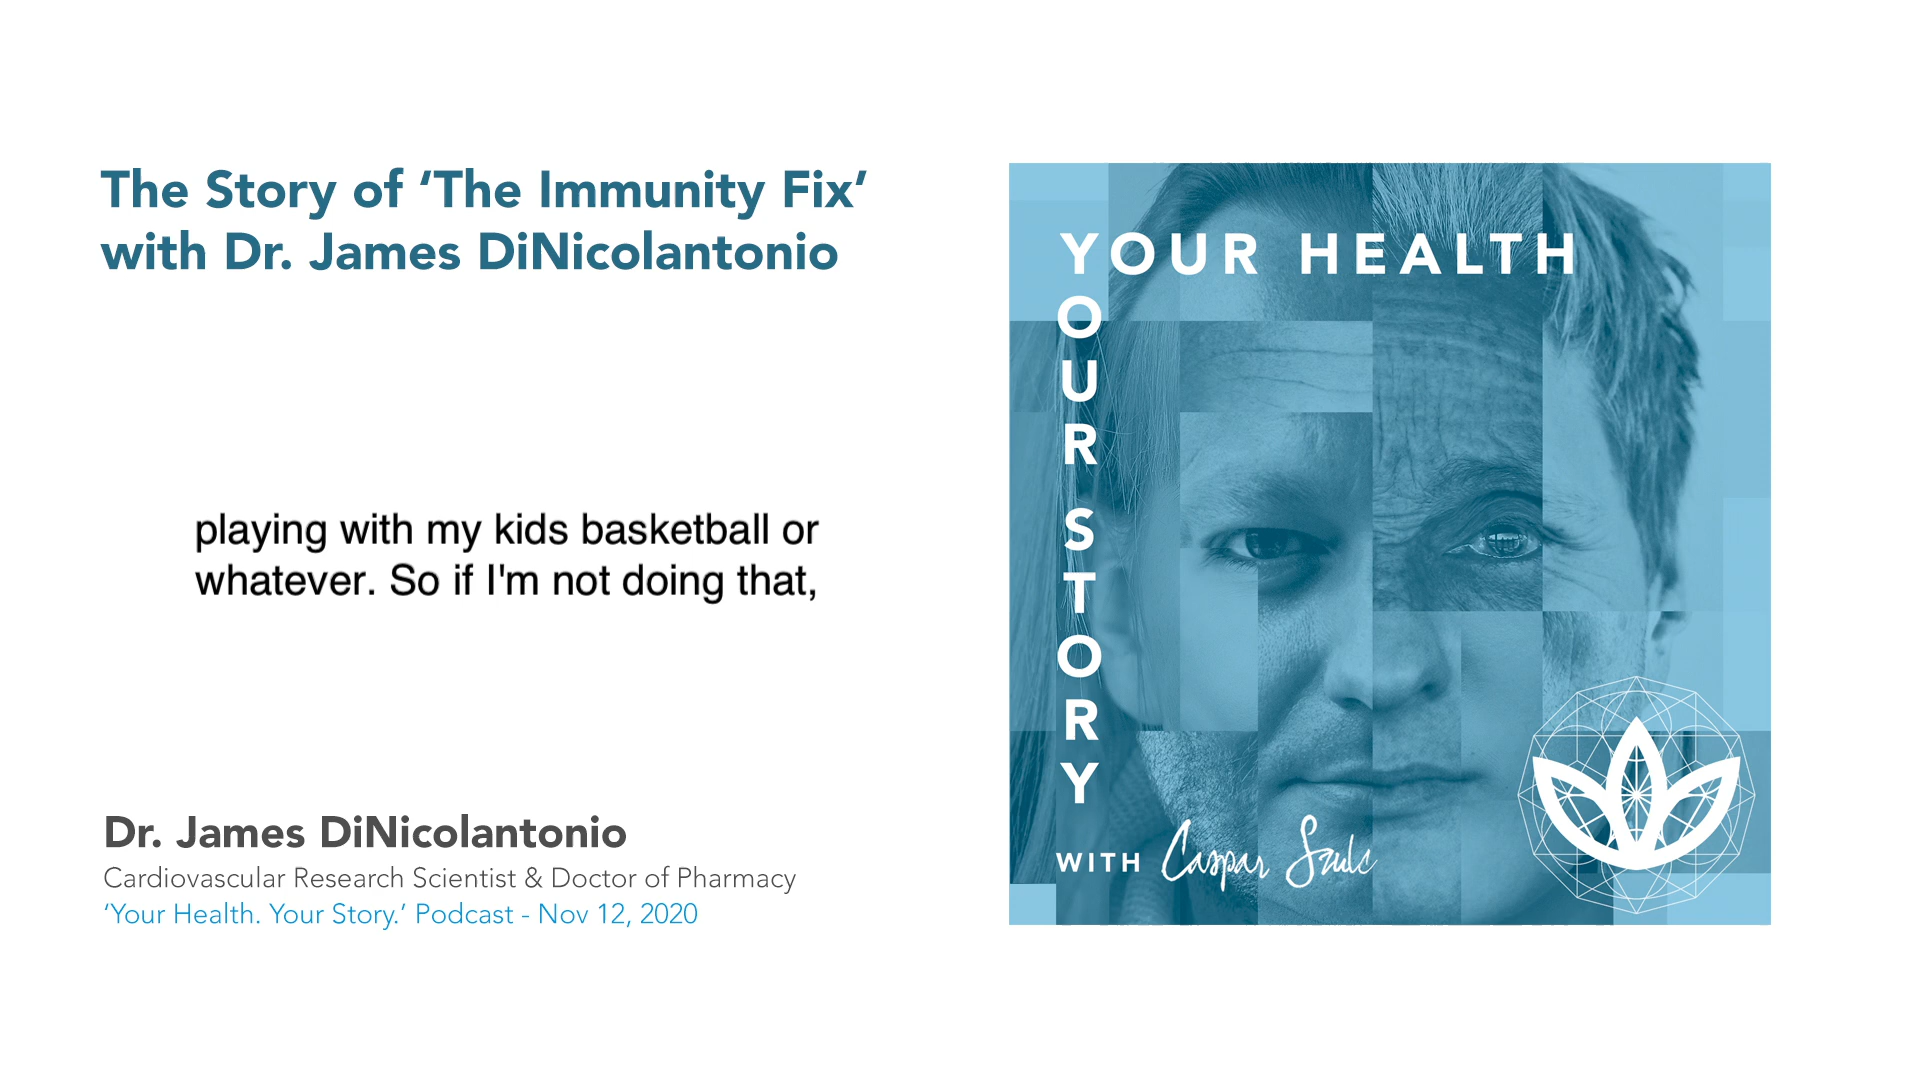 The Story of ‘The Immunity Fix’
with Dr. James DiNicolantonio
playing with my kids basketball or
whatever. So if I'm not doing that,
Dr. James DiNicolantonio
Cardiovascular Research Scientist & Doctor of Pharmacy
‘Your Health. Your Story.’ Podcast - Nov 12, 2020
YOUR HEALTH
YOUR STORY
WITH Caspar Szulc